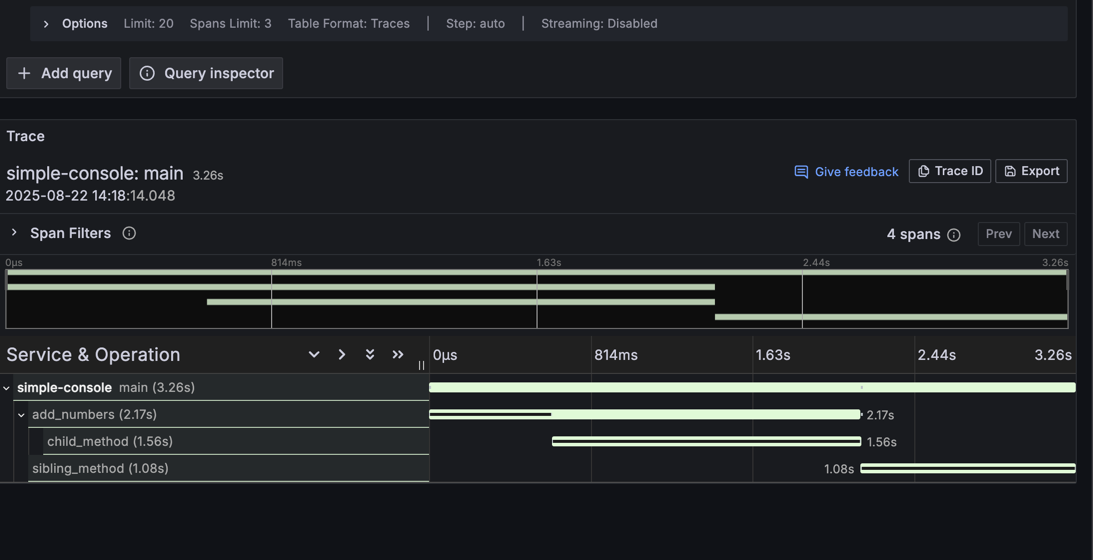 Options Limit: 20 Spans Limit: 3 Table Format: Traces | Step: auto | Streaming: Disabled
+ Add query Query inspector
Trace
simple-console: main 3.26s
Give feedback Trace ID Export
2025-08-22 14:18:14.048
Span Filters 4 spans Prev Next
0μs 814ms 1.63s 2.44s 3.26s
Service & Operation 0μs 814ms 1.63s 2.44s 3.26s
simple-console main (3.26s)
add_numbers (2.17s) 2.17s
child_method (1.56s) 1.56s
sibling_method (1.08s) 1.08s